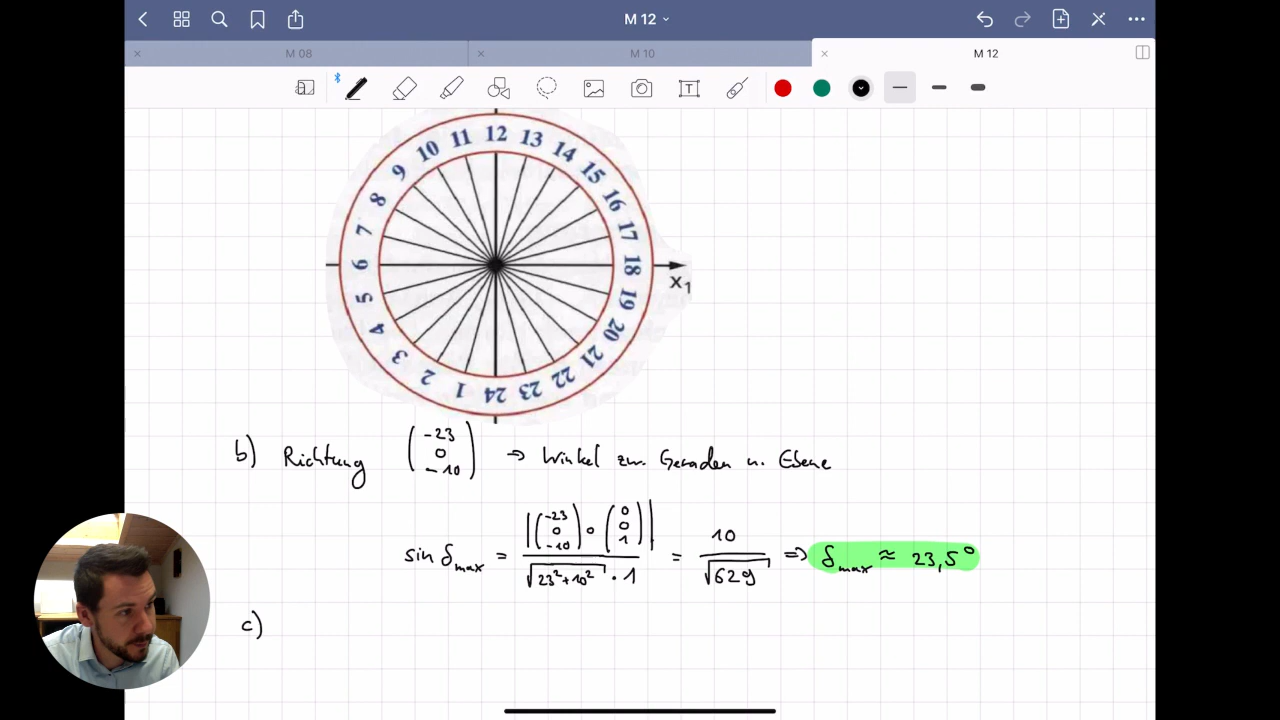 M 12
M 08
M 10
M 12
T
12 13 14 15 16 17 18 19 20 21 22 23 24 1 2 3 4 5 6 7 8 9 10 11
x₁
b) Richtung (-23 0 -10) ⇒ Winkel zw. Geraden u. Ebene
sin δmax = |(-23 0 -10) ∘ (0 0 1)| / √(23²+10²) · 1 = 10 / √629 ⇒ δmax ≈ 23,5°
c)